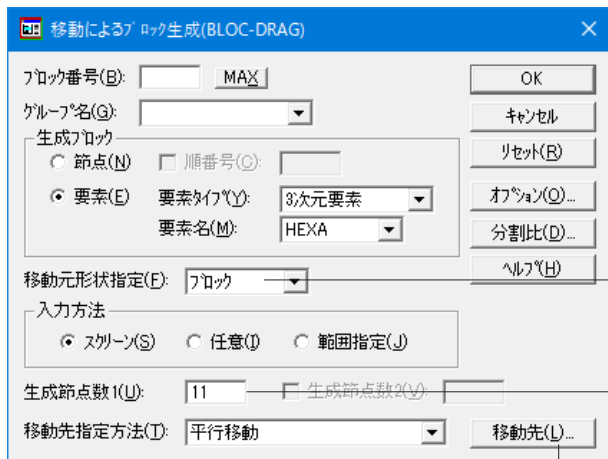 移動によるブロック生成(BLOC-DRAG)
ブロック番号(B): MAX
OK
グループ名(G):
キャンセル
生成ブロック
リセット(R)
節点(N) 順番号(C):
要素(E) 要素タイプ(Y): 3次元要素
オプション(O)...
要素名(M): HEXA
分割比(D)...
ヘルプ(H)
移動元形状指定(F): ブロック
入力方法
スクリーン(S) 任意(I) 範囲指定(J)
生成節点数1(U): 11 生成節点数2(V):
移動先指定方法(T): 平行移動 移動先(L)...